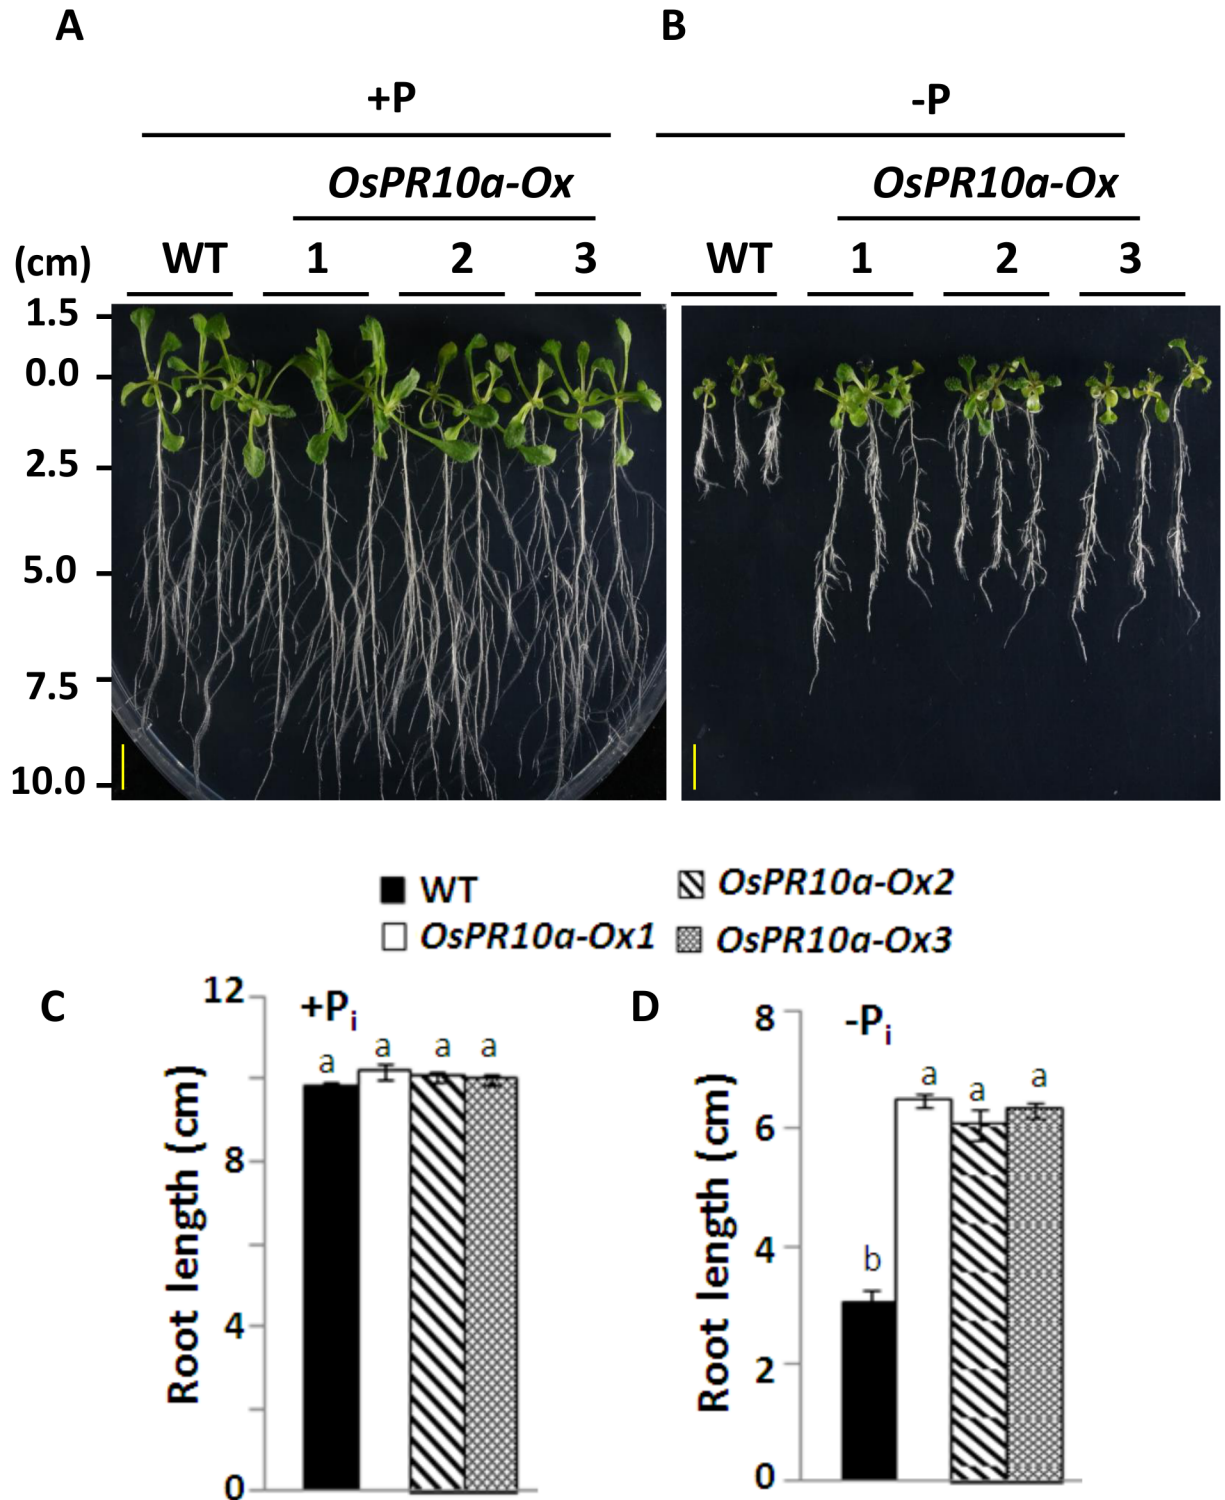 A B
+P -P
OsPR10a-Ox OsPR10a-Ox
(cm) WT 1 2 3 WT 1 2 3
1.5
0.0
2.5
5.0
7.5
10.0
WT OsPR10a-Ox2
OsPR10a-Ox1 OsPR10a-Ox3
C D
12
+Pi
a a a a
8
4
0
Root length (cm)
8
-Pi
b a a a
6
4
2
0
Root length (cm)